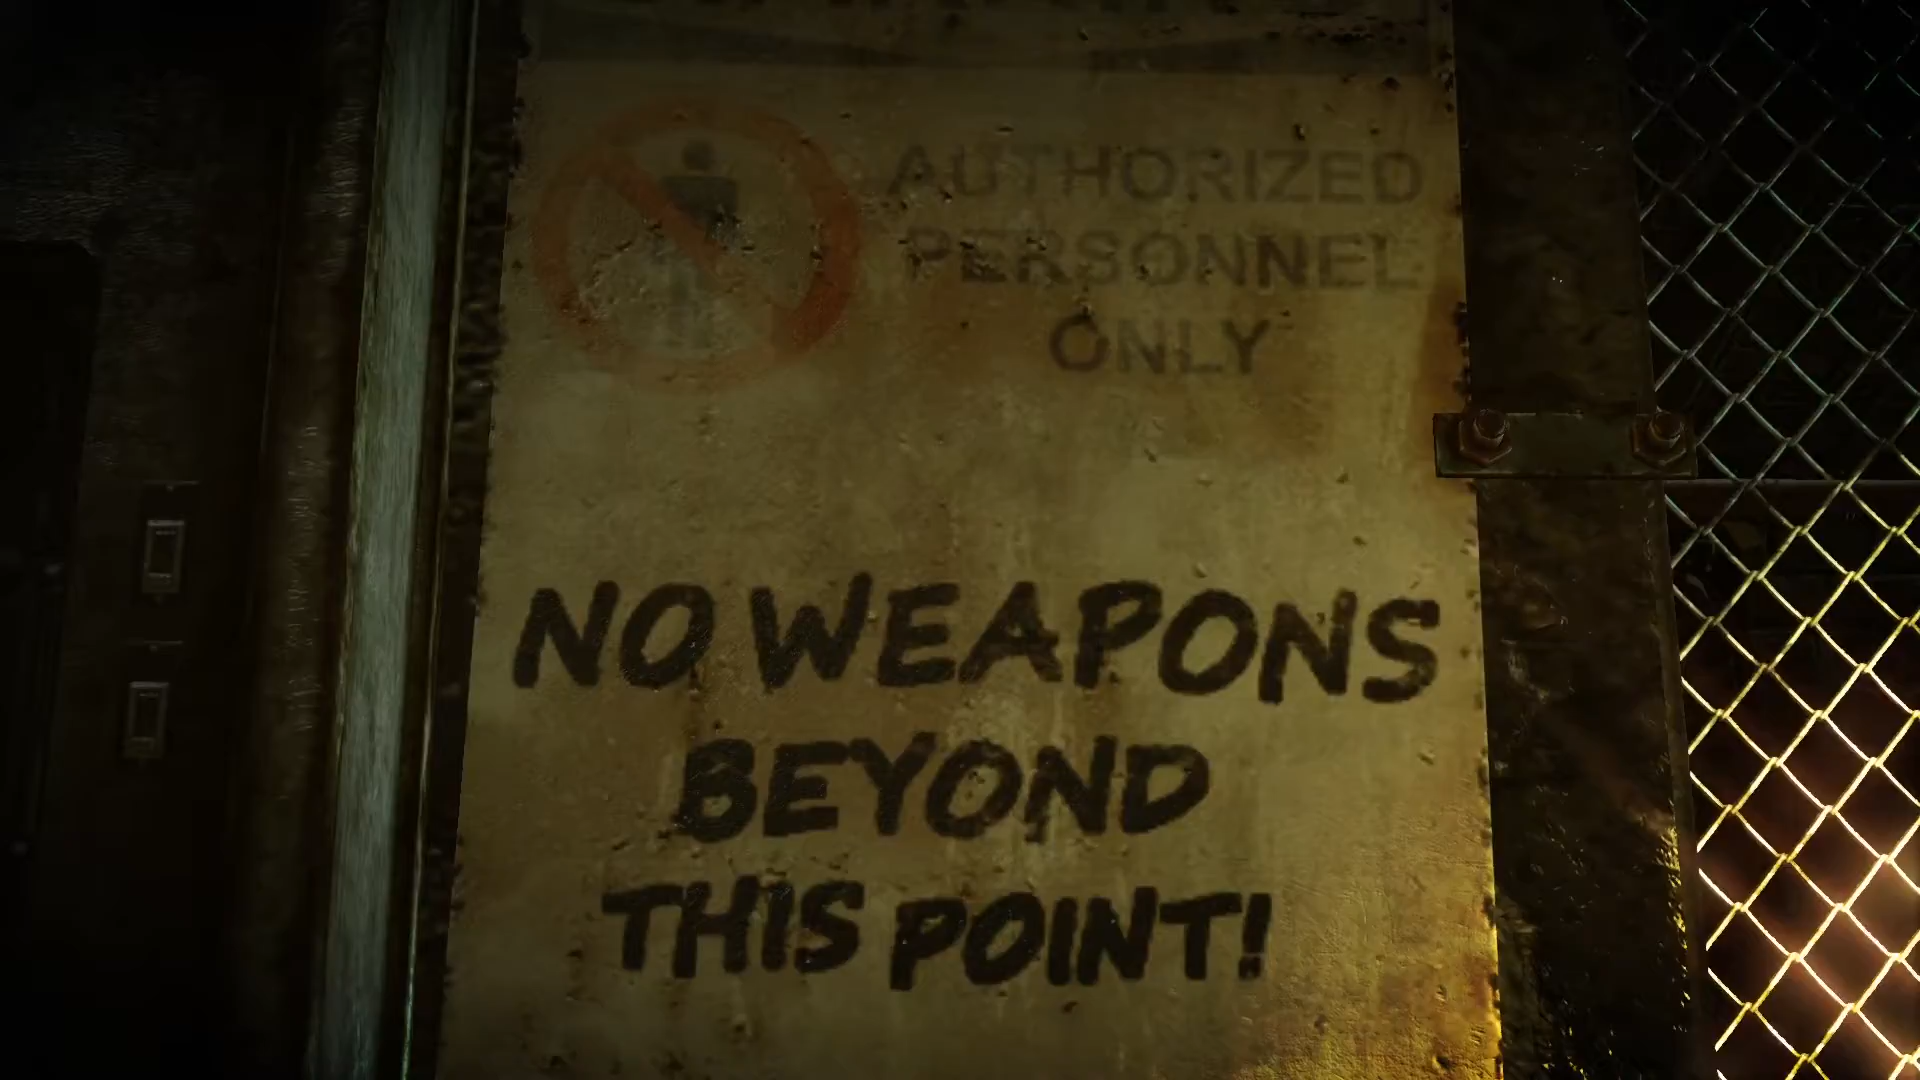 AUTHORIZED
PERSONNEL
ONLY
NO WEAPONS
BEYOND
THIS POINT!